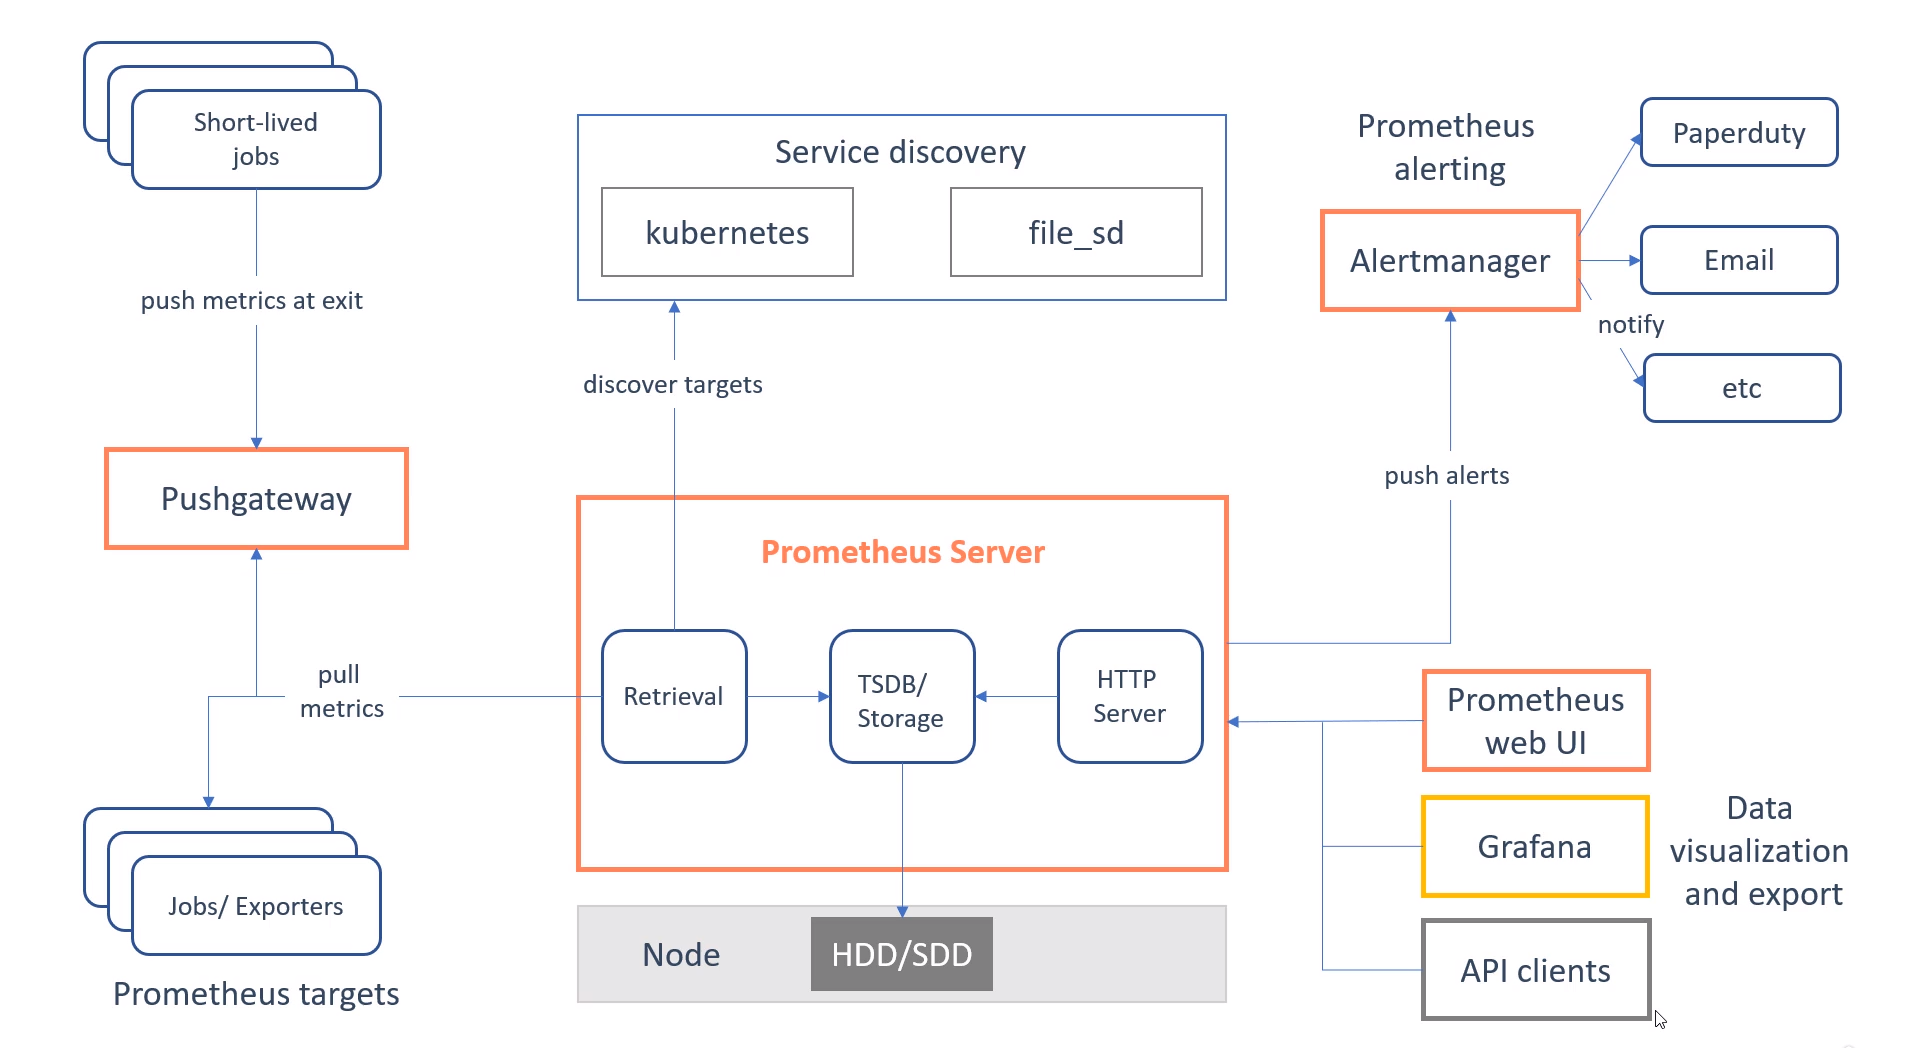 Short-lived
jobs
push metrics at exit
Pushgateway
pull
metrics
Jobs/ Exporters
Prometheus targets
Service discovery
kubernetes
file_sd
discover targets
Prometheus Server
Retrieval
TSDB/
Storage
HTTP
Server
Node
HDD/SDD
Prometheus
alerting
Alertmanager
Paperduty
Email
notify
etc
push alerts
Prometheus
web UI
Grafana
API clients
Data
visualization
and export